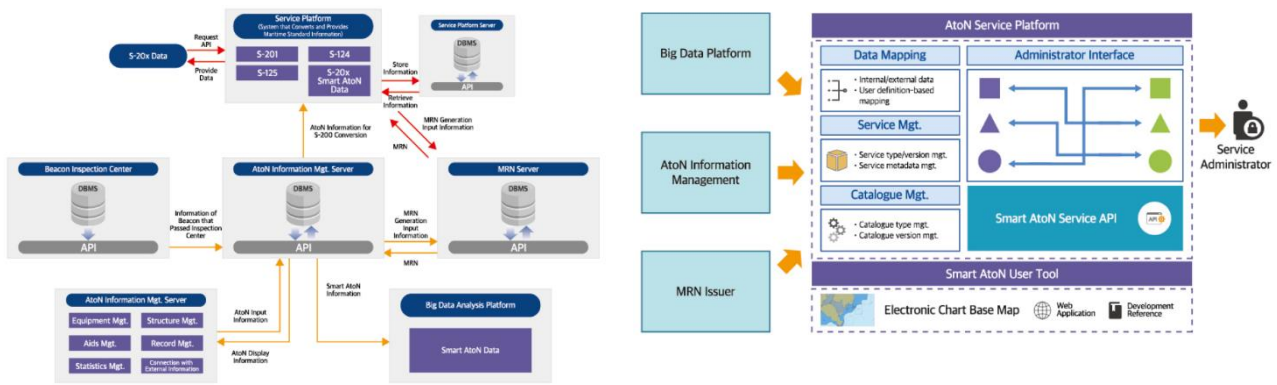 Service Platform
(System that Converts and Provides
Maritime Standard Information)
S-201
S-124
S-125
S-20x
Smart AtoN
Data
S-20x Data
Request
API
Provide
Data
Service Platform Server
DBMS
API
Store
Information
Retrieve
Information
MRN Generation
Input Information
MRN
AtoN Information for
S-200 Conversion
Beacon Inspection Center
DBMS
API
Information of
Beacon that
Passed Inspection
Center
AtoN Information Mgt. Server
DBMS
API
MRN
Generation
Input
Information
MRN
MRN Server
DBMS
API
AtoN Information Mgt. Server
Equipment Mgt.
Structure Mgt.
Aids Mgt.
Record Mgt.
Statistics Mgt.
Connection with
External Information
AtoN Input
Information
AtoN Display
Information
Smart AtoN
Information
Big Data Analysis Platform
Smart AtoN Data
Big Data Platform
AtoN Information
Management
MRN Issuer
AtoN Service Platform
Data Mapping
• Internal/external data
• User definition-based
mapping
Service Mgt.
• Service type/version mgt.
• Service metadata mgt.
Catalogue Mgt.
• Catalogue type mgt.
• Catalogue version mgt.
Administrator Interface
Smart AtoN Service API
API
Smart AtoN User Tool
Electronic Chart Base Map
Web
Application
Development
Reference
Service
Administrator